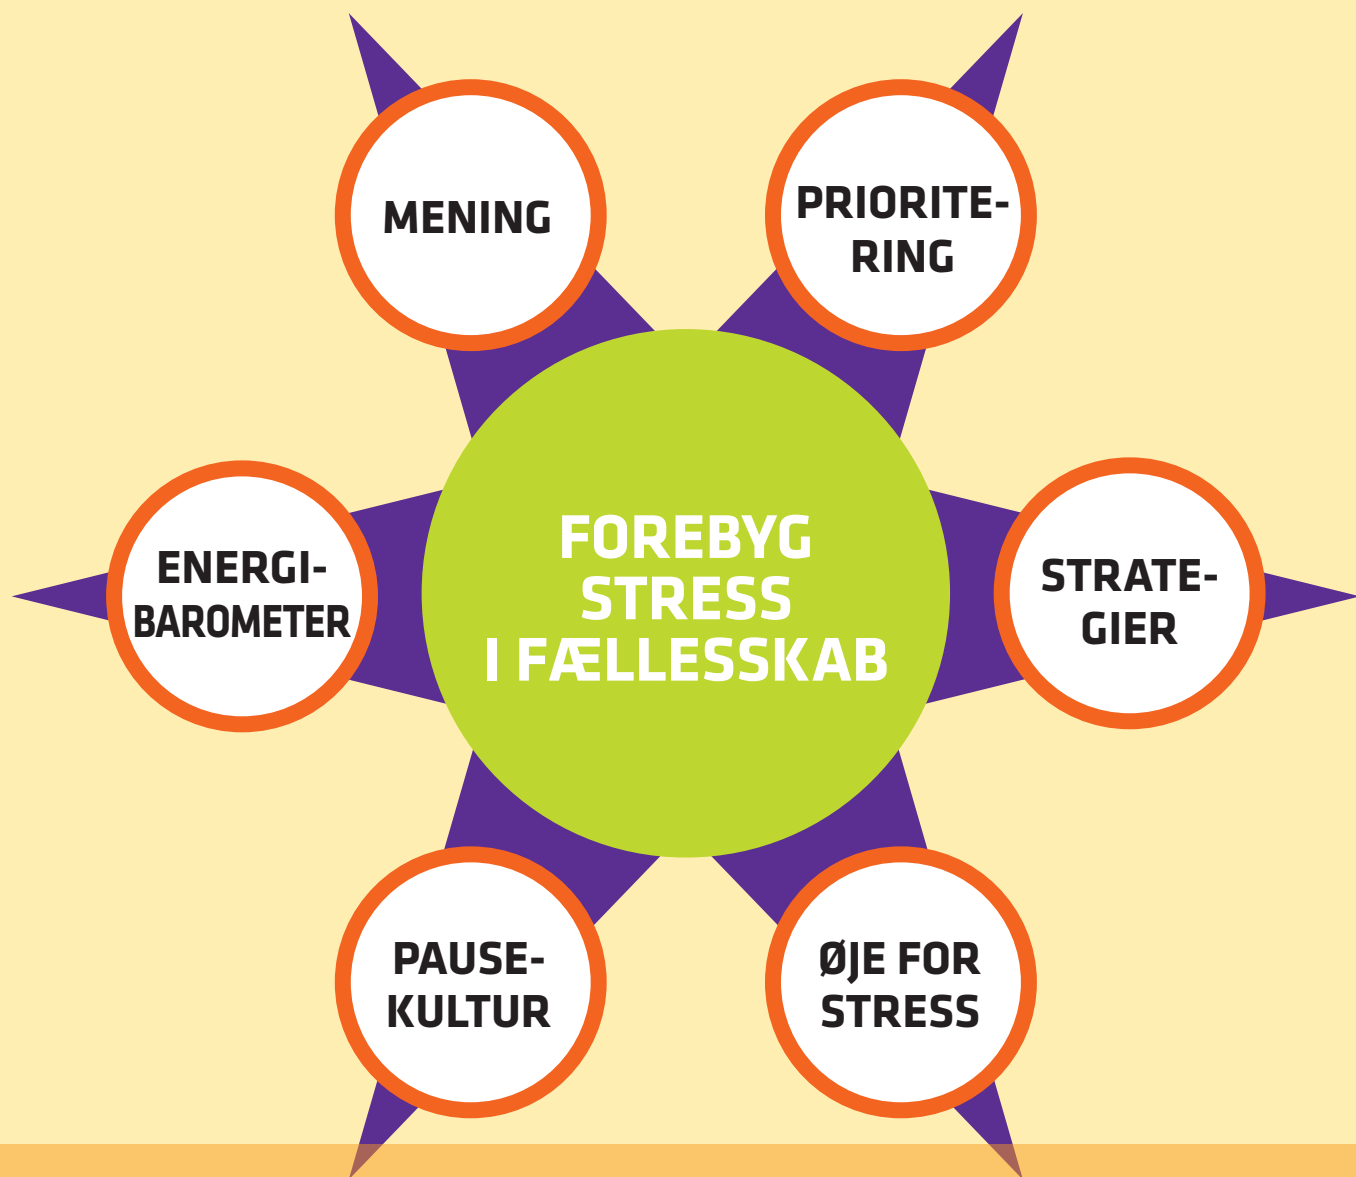 MENING
PRIORITE-
RING
ENERGI-
BAROMETER
FOREBYG
STRESS
I FÆLLESSKAB
STRATE-
GIER
PAUSE-
KULTUR
ØJE FOR
STRESS